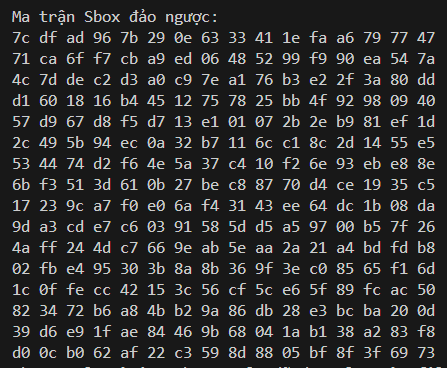 Ma trận Sbox đảo ngược:
7c df ad 96 7b 29 0e 63 33 41 1e fa a6 79 77 47
71 ca 6f f7 cb a9 ed 06 48 52 99 f9 90 ea 54 7a
4c 7d de c2 d3 a0 c9 7e a1 76 b3 e2 2f 3a 80 dd
d1 60 18 16 b4 45 12 75 78 25 bb 4f 92 98 09 40
57 d9 67 d8 f5 d7 13 e1 01 07 2b 2e b9 81 ef 1d
2c 49 5b 94 ec 0a 32 b7 11 6c c1 8c 2d 14 55 e5
53 44 74 d2 f6 4e 5a 37 c4 10 f2 6e 93 eb e8 8e
6b f3 51 3d 61 0b 27 be c8 87 70 d4 ce 19 35 c5
17 23 9c a7 f0 e0 6a f4 31 43 ee 64 dc 1b 08 da
9d a3 cd e7 c6 03 91 58 5d d5 a5 97 00 b5 7f 26
4a ff 24 4d c7 66 9e ab 5e aa 2a 21 a4 bd fd b8
02 fb e4 95 30 3b 8a 8b 36 9f 3e c0 85 65 f1 6d
1c 0f fe cc 42 15 3c 56 cf 5c e6 5f 89 fc ac 50
82 34 72 b6 a8 4b b2 9a 86 db 28 e3 bc ba 20 0d
39 d6 e9 1f ae 84 46 9b 68 04 1a b1 38 a2 83 f8
d0 0c b0 62 af 22 c3 59 8d 88 05 bf 8f 3f 69 73